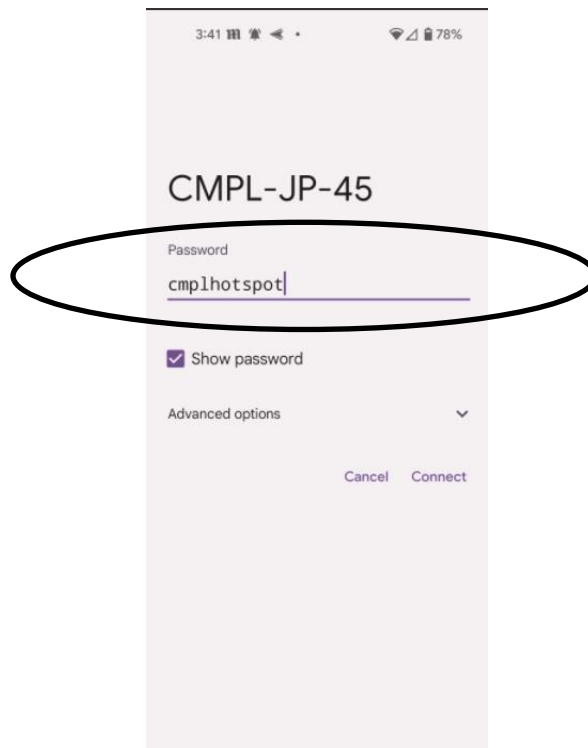 3:41
78%
CMPL-JP-45
Password
cmplhotspot
Show password
Advanced options
Cancel Connect